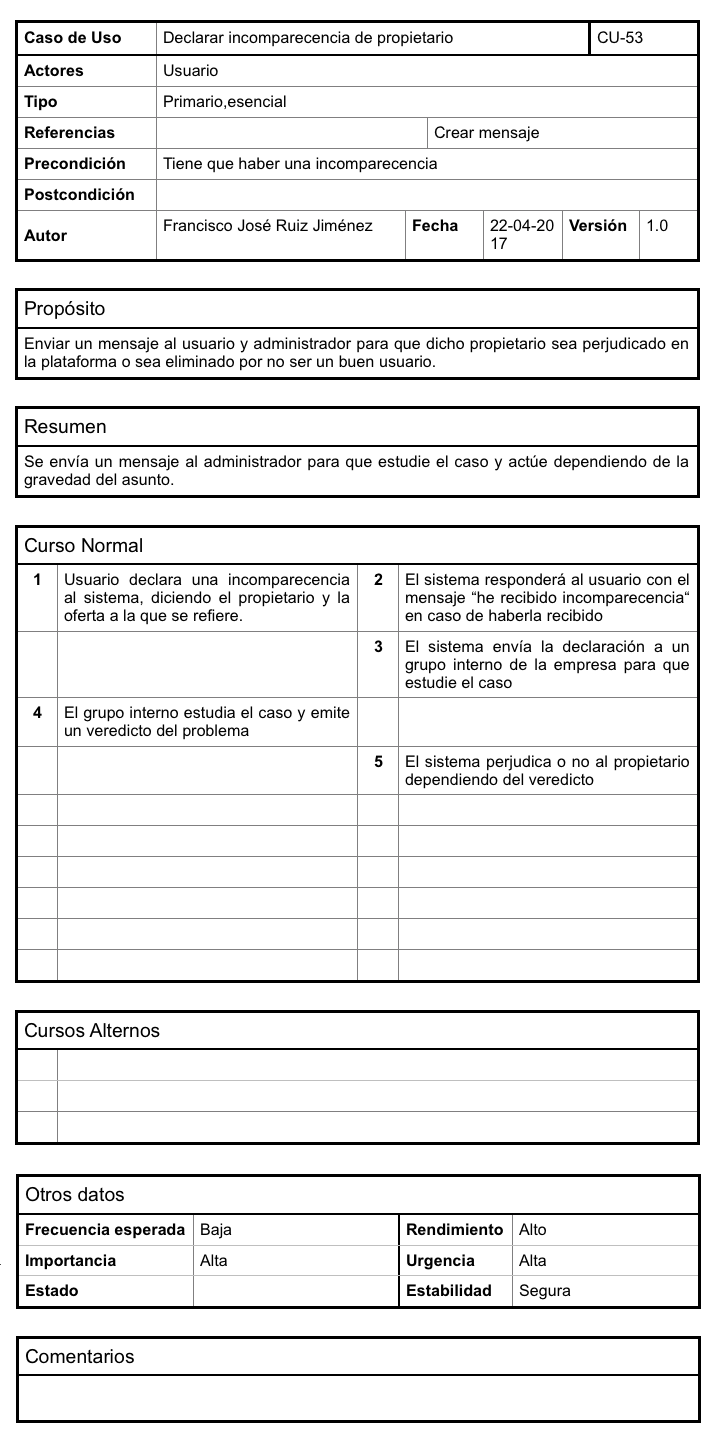 Caso de Uso Declarar incomparecencia de propietario CU-53
Actores Usuario
Tipo Primario,esencial
Referencias Crear mensaje
Precondición Tiene que haber una incomparecencia
Postcondición
Autor Francisco José Ruiz Jiménez Fecha 22-04-20 Versión 1.0
17
Propósito
Enviar un mensaje al usuario y administrador para que dicho propietario sea perjudicado en
la plataforma o sea eliminado por no ser un buen usuario.
Resumen
Se envía un mensaje al administrador para que estudie el caso y actúe dependiendo de la
gravedad del asunto.
Curso Normal
1 Usuario declara una incomparecencia
al sistema, diciendo el propietario y la
oferta a la que se refiere.
2 El sistema responderá al usuario con el
mensaje “he recibido incomparecencia“
en caso de haberla recibido
3 El sistema envía la declaración a un
grupo interno de la empresa para que
estudie el caso
4 El grupo interno estudia el caso y emite
un veredicto del problema
5 El sistema perjudica o no al propietario
dependiendo del veredicto
Cursos Alternos
Otros datos
Frecuencia esperada Baja Rendimiento Alto
Importancia Alta Urgencia Alta
Estado Estabilidad Segura
Comentarios